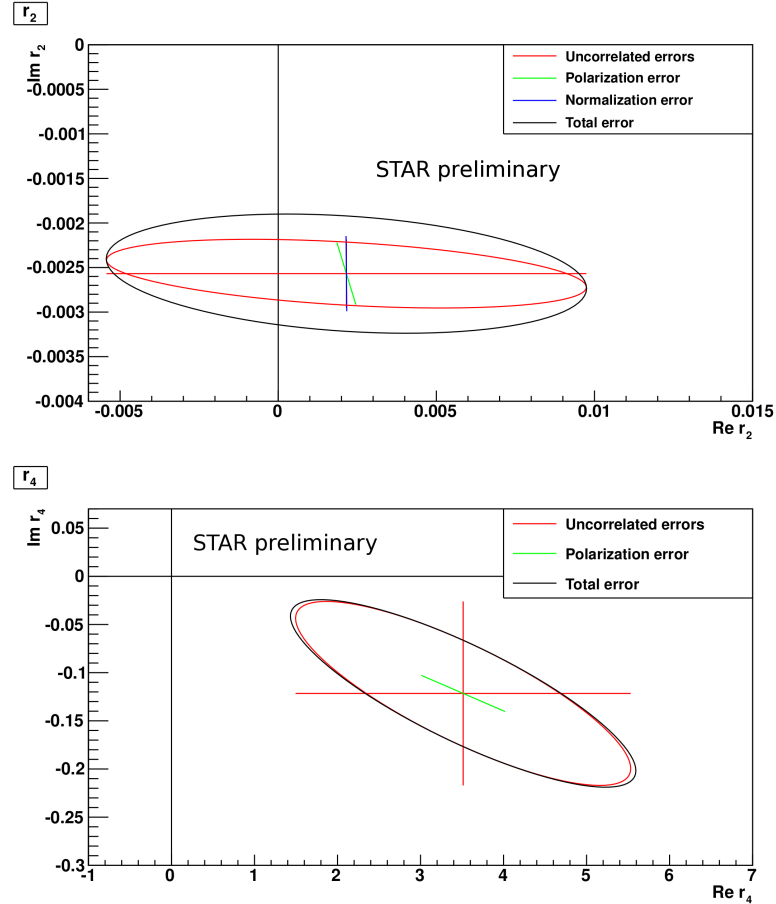 r2
Im r2
0
-0.0005
-0.001
-0.0015
-0.002
-0.0025
-0.003
-0.0035
-0.004
Uncorrelated errors
Polarization error
Normalization error
Total error
STAR preliminary
-0.005 0 0.005 0.01 0.015
Re r2
r4
Im r4
0.05
0
-0.05
-0.1
-0.15
-0.2
-0.25
-0.3
Uncorrelated errors
Polarization error
Total error
STAR preliminary
-1 0 1 2 3 4 5 6 7
Re r4